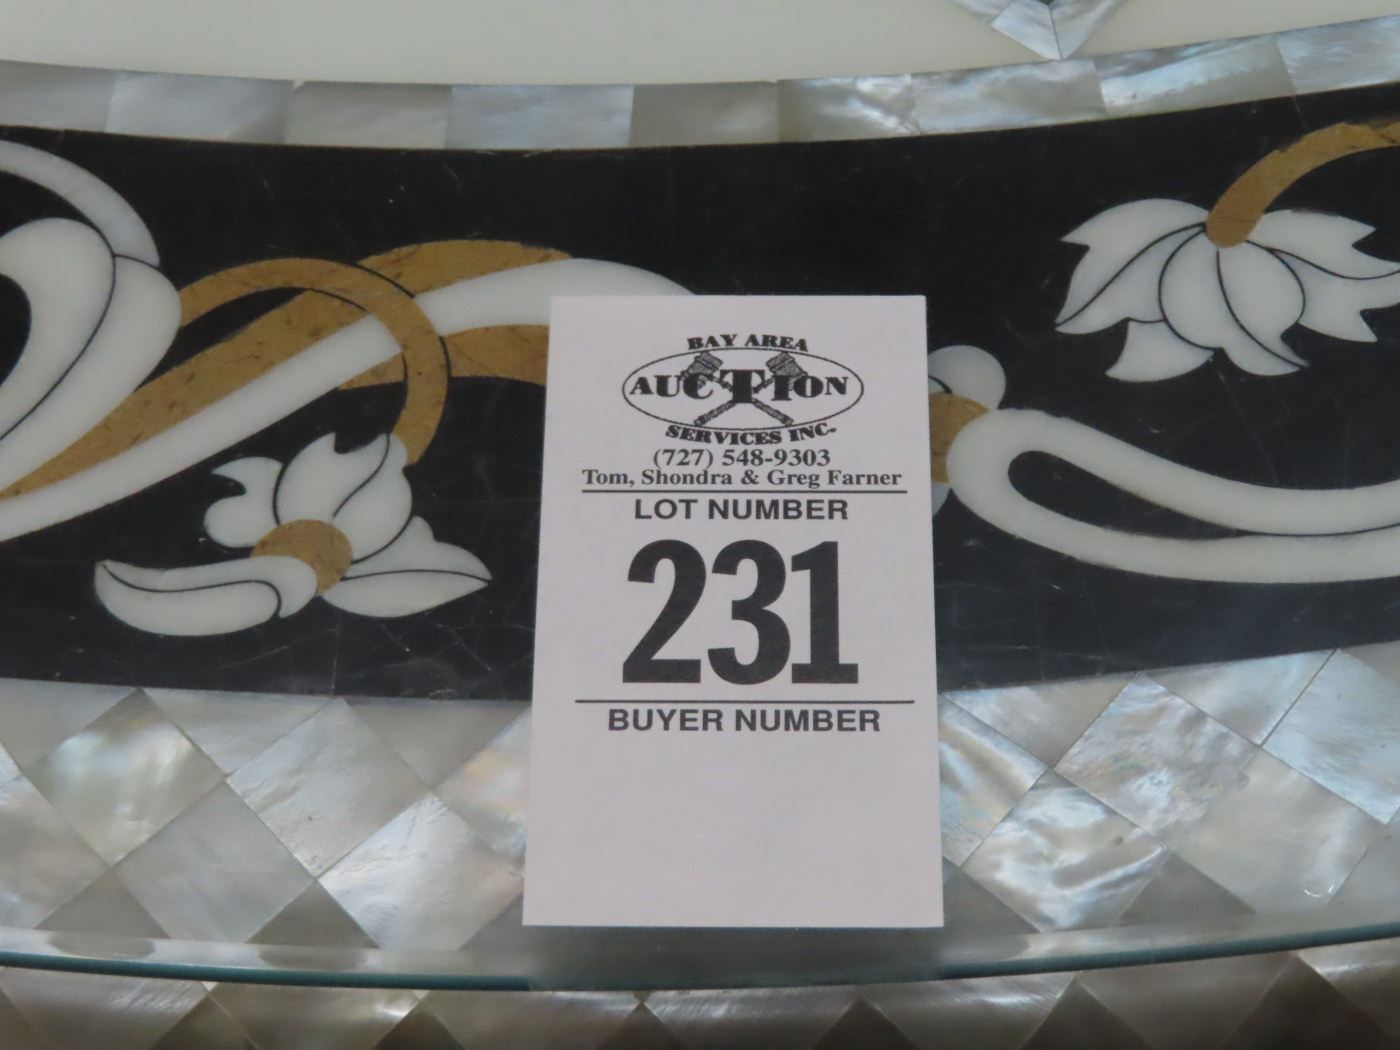 BAY AREA
AUCTION
SERVICES INC.
(727) 548-9303
Tom, Shondra & Greg Farner
LOT NUMBER
231
BUYER NUMBER